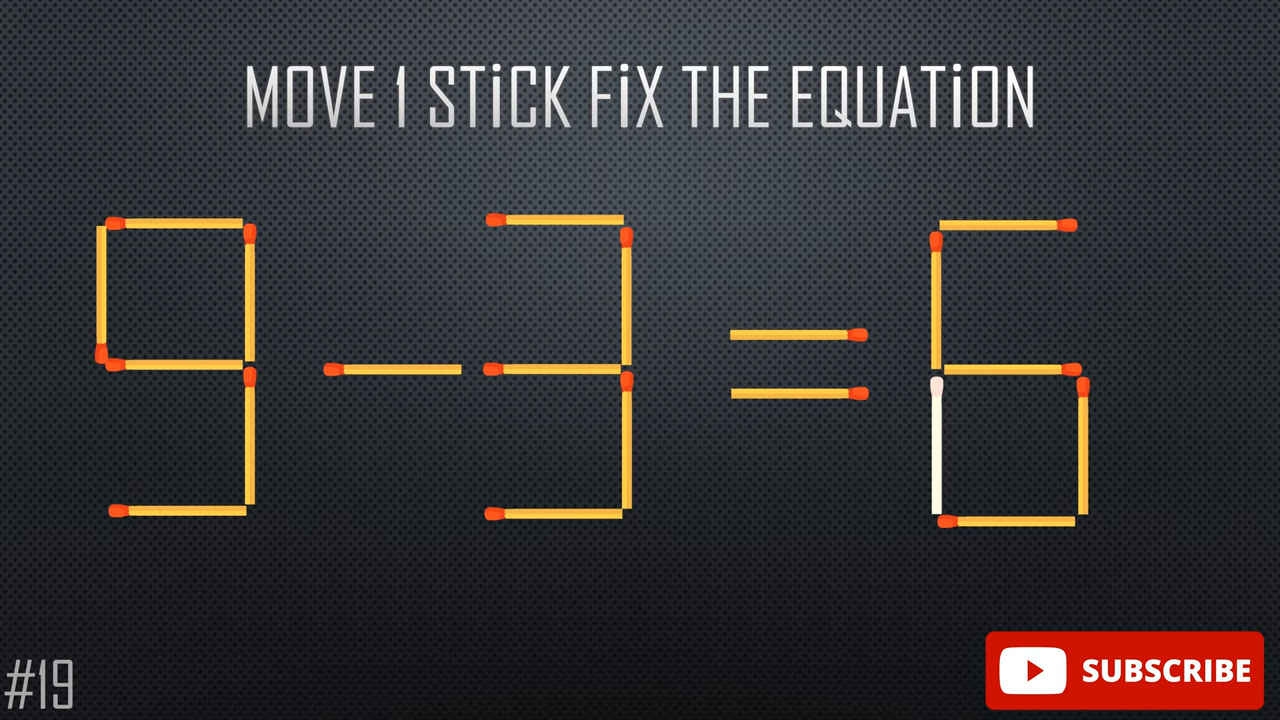 MOVE 1 STiCK FiX THE EQUATiON
9 - 3 = 6
#19
SUBSCRIBE